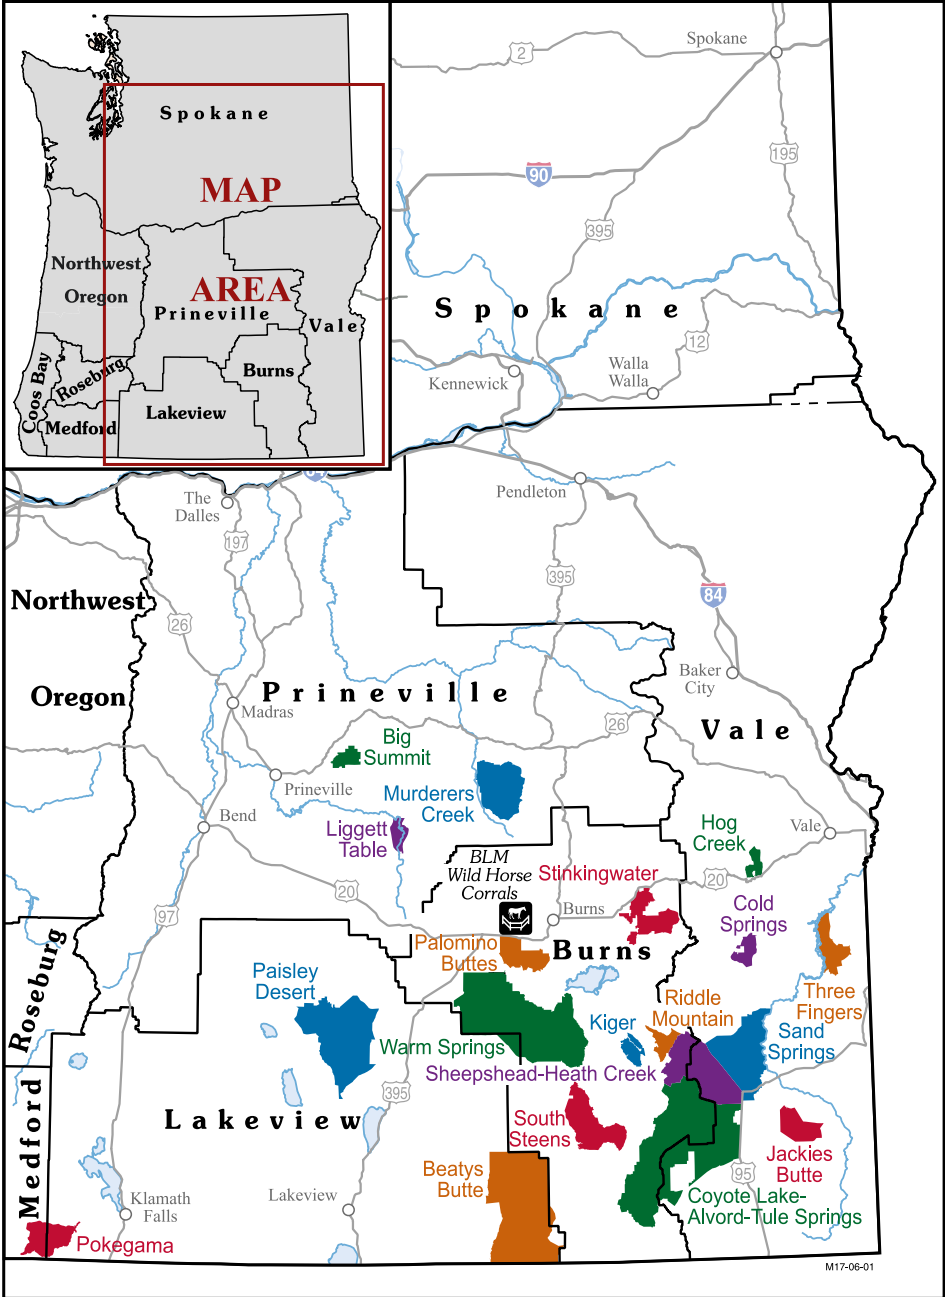 Spokane
MAP
AREA
Northwest
Oregon
Prineville
Vale
Coos Bay
Roseburg
Burns
Lakeview
Medford
Spokane
2
195
90
395
Spokane
12
Walla
Walla
Kennewick
84
The
Dalles
Pendleton
197
395
84
Northwest
26
Oregon
Baker
City
Prineville
Madras
26
Vale
Big
Summit
Prineville
Murderers
Creek
Bend
Liggett
Table
Hog
Creek
Vale
BLM
Wild Horse
Corrals
Stinkingwater
20
20
Cold
Springs
97
Burns
Palomino
Buttes
Burns
Roseburg
Paisley
Desert
Riddle
Mountain
Three
Fingers
Kiger
Sand
Springs
Warm Springs
Sheepshead-Heath Creek
Medford
395
Lakeview
South
Steens
Jackies
Butte
Beatys
Butte
95
Klamath
Falls
Lakeview
Coyote Lake-
Alvord-Tule Springs
Pokegama
M17-06-01